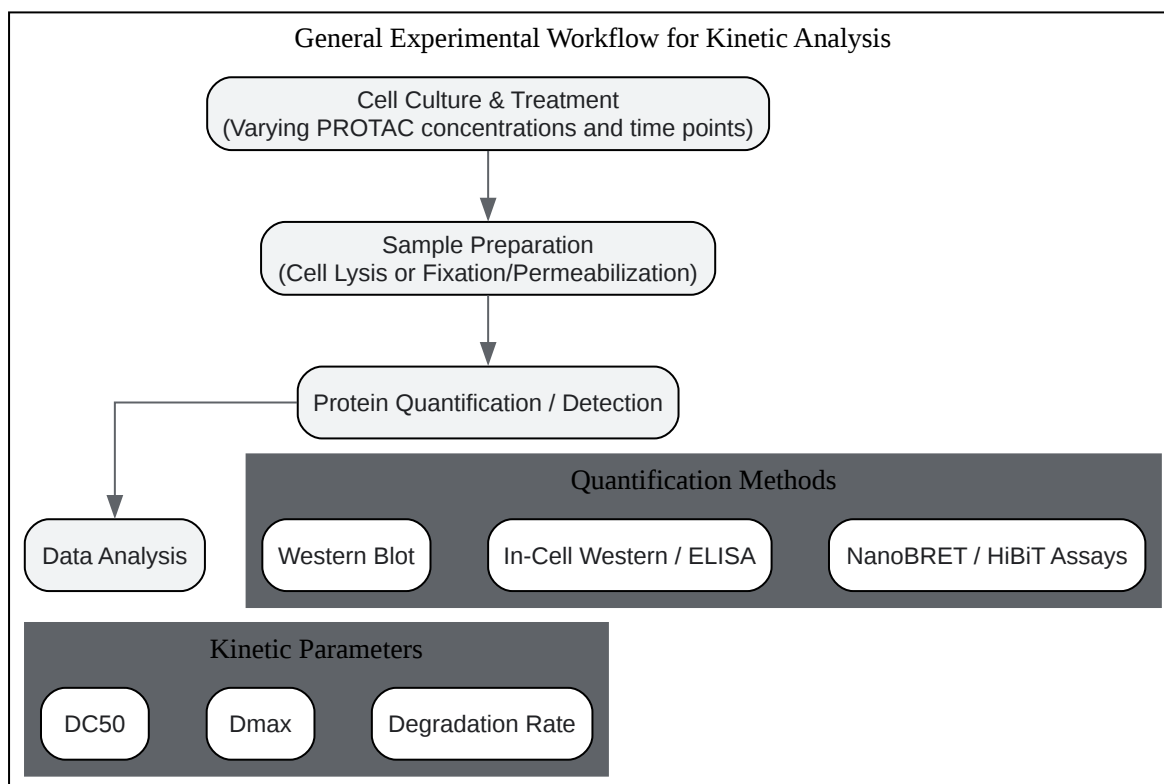 General Experimental Workflow for Kinetic Analysis
Cell Culture & Treatment
(Varying PROTAC concentrations and time points)
Sample Preparation
(Cell Lysis or Fixation/Permeabilization)
Protein Quantification / Detection
Quantification Methods
Data Analysis
Western Blot
In-Cell Western / ELISA
NanoBRET / HiBiT Assays
Kinetic Parameters
DC50
Dmax
Degradation Rate